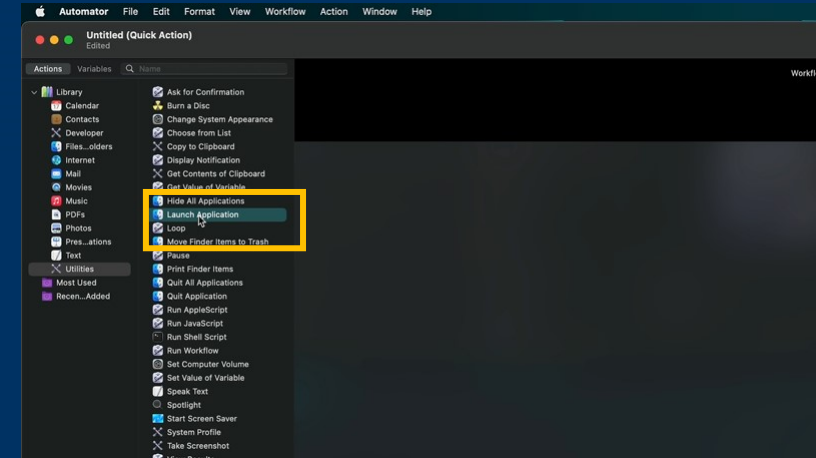 Automator File Edit Format View Workflow Action Window Help
Untitled (Quick Action)
Edited
Actions Variables Name
Workfl
Library
Calendar
Contacts
Developer
Files...olders
Internet
Mail
Movies
Music
PDFs
Photos
Pres...ations
Text
Utilities
Most Used
Recen...Added
Ask for Confirmation
Burn a Disc
Change System Appearance
Choose from List
Copy to Clipboard
Display Notification
Get Contents of Clipboard
Get Value of Variable
Hide All Applications
Launch Application
Loop
Move Finder Items to Trash
Pause
Print Finder Items
Quit All Applications
Quit Application
Run AppleScript
Run JavaScript
Run Shell Script
Run Workflow
Set Computer Volume
Set Value of Variable
Speak Text
Spotlight
Start Screen Saver
System Profile
Take Screenshot
View Results